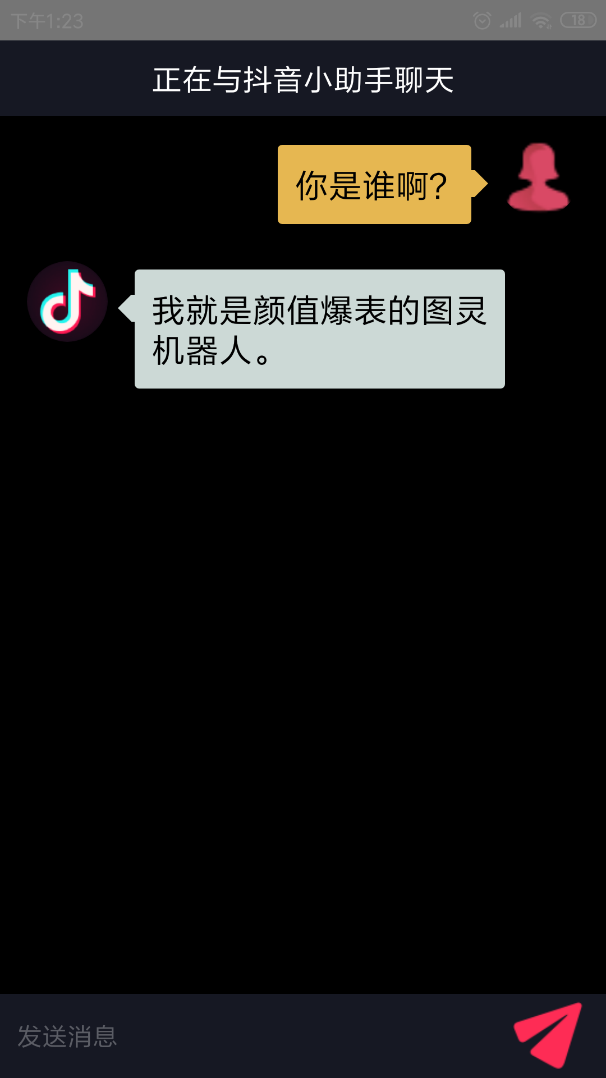 下午1:23
18
正在与抖音小助手聊天
你是谁啊?
我就是颜值爆表的图灵
机器人。
发送消息